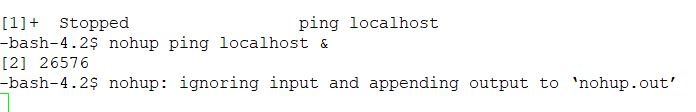 [1]+  Stopped                 ping localhost
-bash-4.2$ nohup ping localhost &
[2] 26576
-bash-4.2$ nohup: ignoring input and appending output to ‘nohup.out’